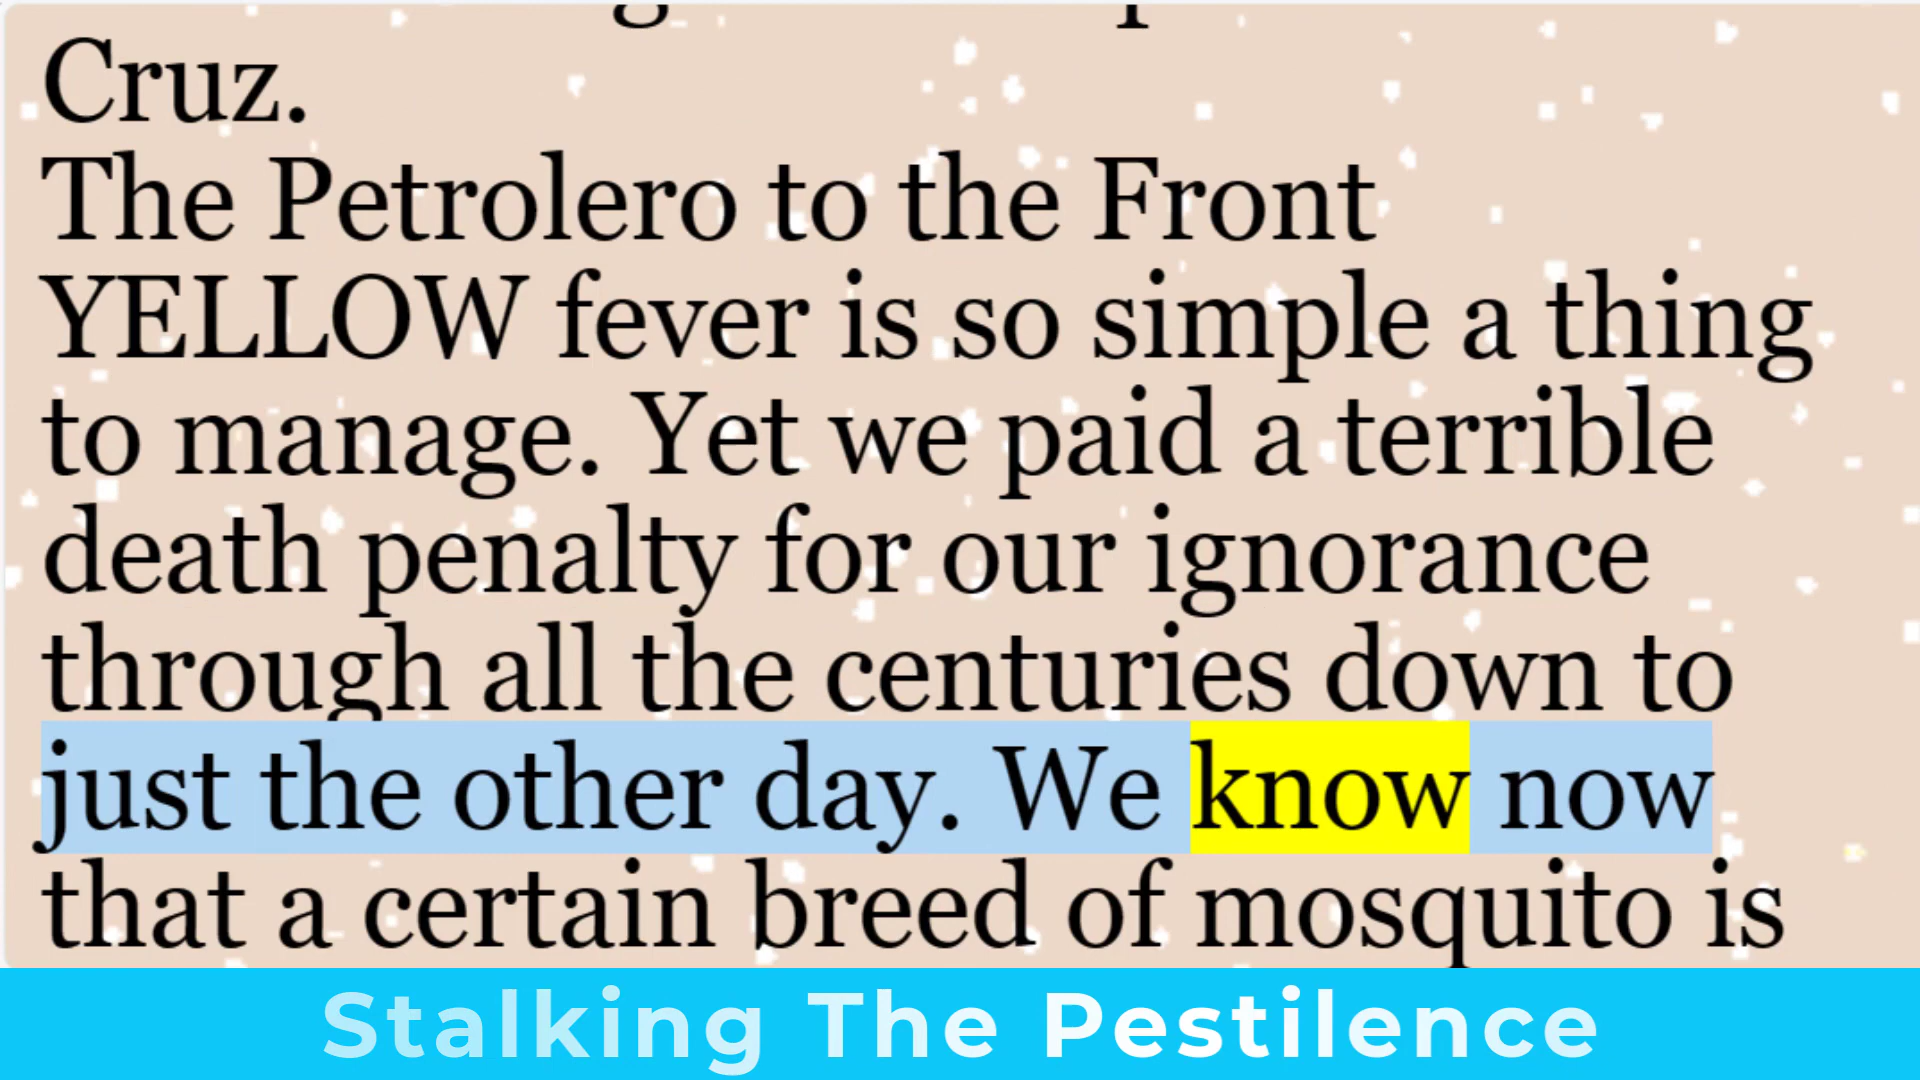 Cruz.
The Petrolero to the Front
YELLOW fever is so simple a thing
to manage. Yet we paid a terrible
death penalty for our ignorance
through all the centuries down to
just the other day. We know now
that a certain breed of mosquito is
Stalking The Pestilence